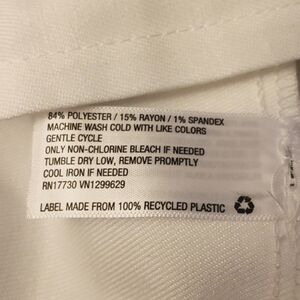 84% POLYESTER / 15% RAYON / 1% SPANDEX
MACHINE WASH COLD WITH LIKE COLORS
GENTLE CYCLE
ONLY NON-CHLORINE BLEACH IF NEEDED
TUMBLE DRY LOW, REMOVE PROMPTLY
COOL IRON IF NEEDED
RN17730 VN1299629
LABEL MADE FROM 100% RECYCLED PLASTIC